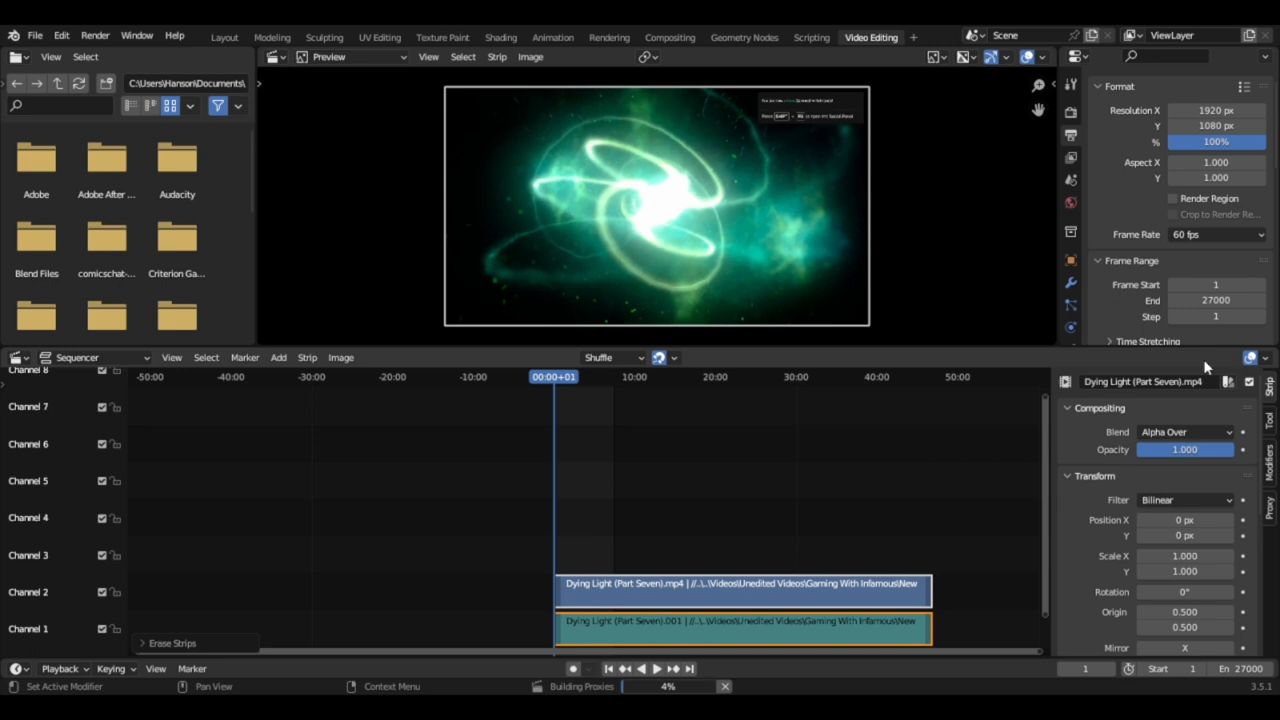 File Edit Render Window Help Layout Modeling Sculpting UV Editing Texture Paint Shading Animation Rendering Compositing Geometry Nodes Scripting Video Editing + Scene ViewLayer
View Select Preview View Select Strip Image
C:\Users\Hanson\Documents\
Adobe Adobe After ... Audacity
Blend Files comicschat-... Criterion Ga...
Format
Resolution X 1920 px
Y 1080 px
% 100%
Aspect X 1.000
Y 1.000
Render Region
Crop to Render Re...
Frame Rate 60 fps
Frame Range
Frame Start 1
End 27000
Step 1
Time Stretching
Sequencer View Select Marker Add Strip Image Shuffle
Channel 8
-50:00 -40:00 -30:00 -20:00 -10:00 00:00+01 10:00 20:00 30:00 40:00 50:00
Channel 7
Channel 6
Channel 5
Channel 4
Channel 3
Channel 2
Dying Light (Part Seven).mp4 | //..\..\Videos\Unedited Videos\Gaming With Infamous\New
Channel 1
Dying Light (Part Seven).001 | //..\..\Videos\Unedited Videos\Gaming With Infamous\New
Erase Strips
Dying Light (Part Seven).mp4
Compositing
Blend Alpha Over
Opacity 1.000
Transform
Filter Bilinear
Position X 0 px
Y 0 px
Scale X 1.000
Y 1.000
Rotation 0°
Origin 0.500
0.500
Mirror X
Strip
Tool
Modifiers
Proxy
Playback Keying View Marker 1 Start 1 En 27000
Set Active Modifier Pan View Context Menu Building Proxies 4% 3.5.1